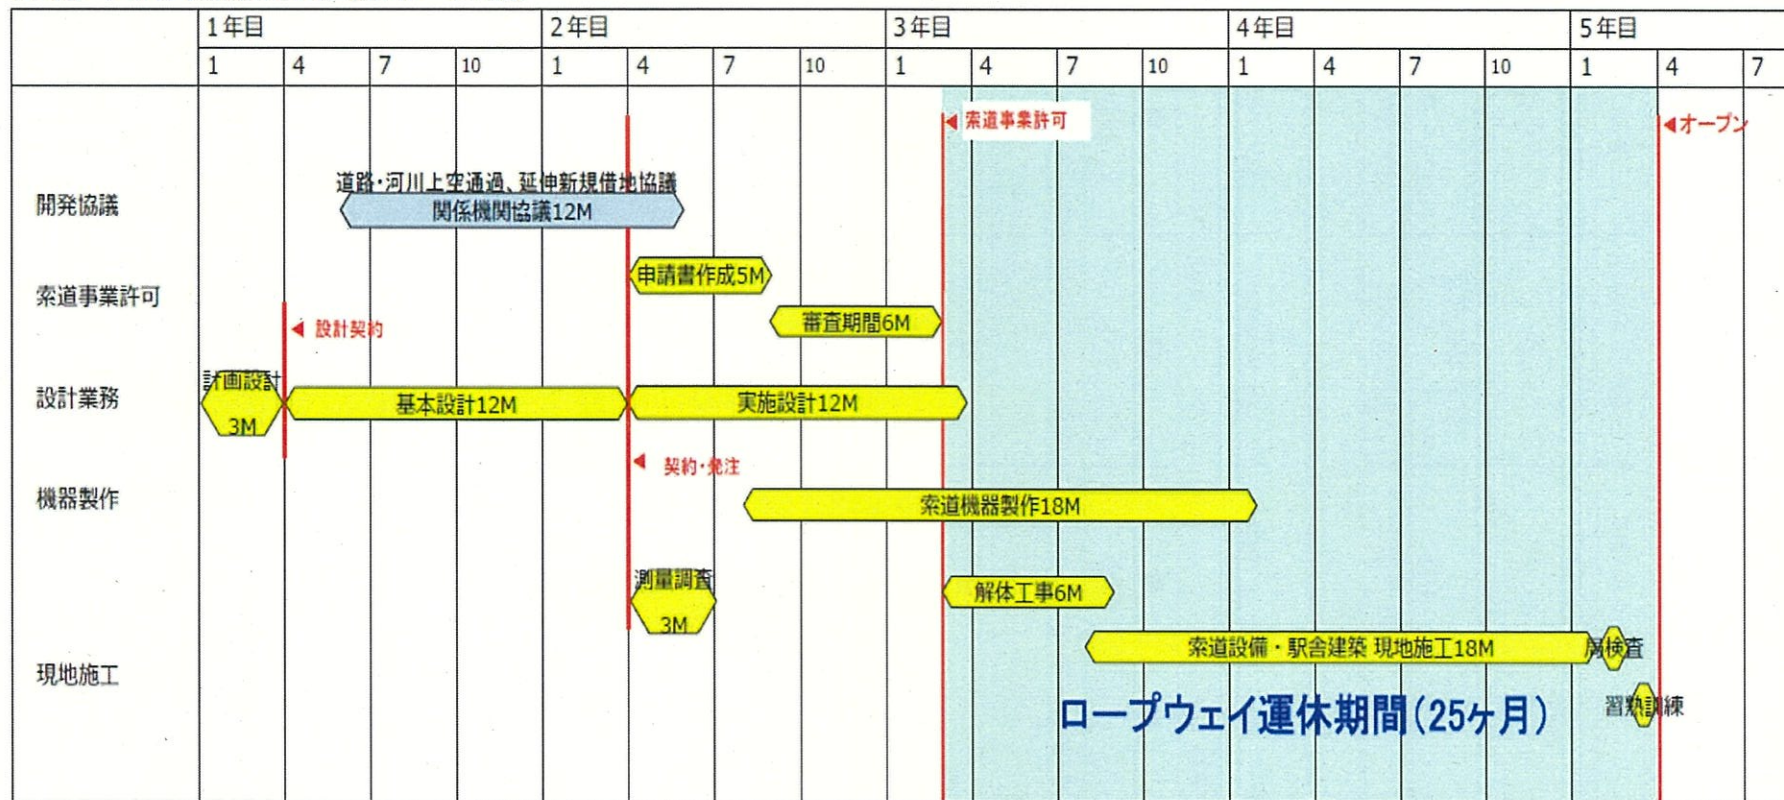 1年目 2年目 3年目 4年目 5年目
1 4 7 10 1 4 7 10 1 4 7 10 1 4 7 10 1 4 7
◀ 索道事業許可
◀オープン
道路・河川上空通過、延伸新規借地協議
開発協議
関係機関協議12M
申請書作成5M
索道事業許可
審査期間6M
◀ 設計契約
計画設計
3M
設計業務
基本設計12M
実施設計12M
◀ 契約・発注
機器製作
索道機器製作18M
測量調査
3M
解体工事6M
現地施工
索道設備・駅舎建築 現地施工18M
局検査
習熟訓練
ロープウェイ運休期間(25ヶ月)